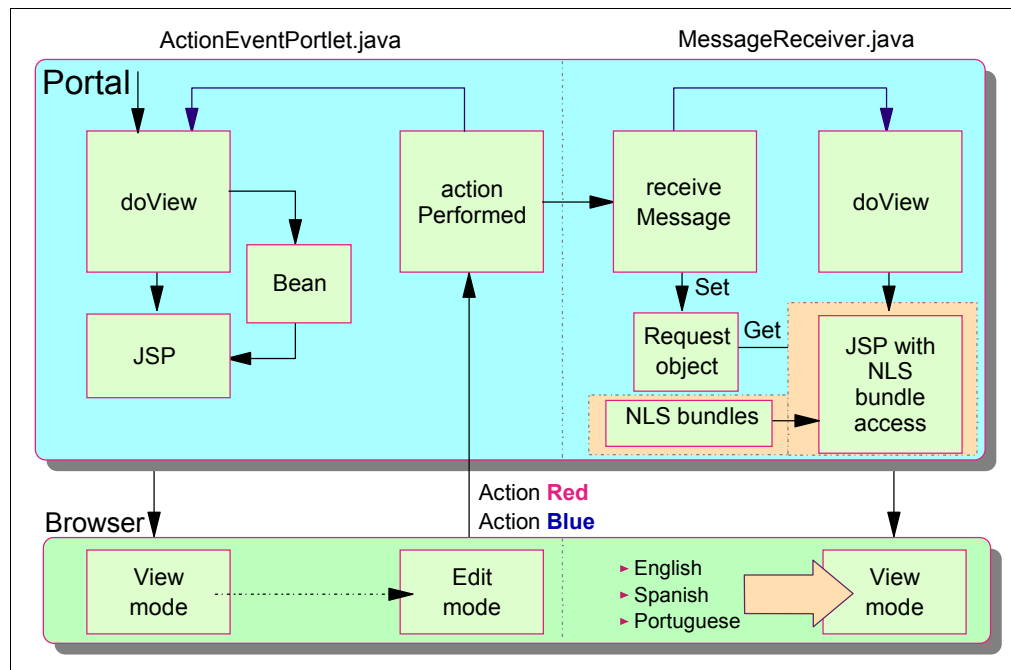 ActionEventPortlet.java
MessageReceiver.java
Portal
doView
action
Performed
receive
Message
doView
Bean
Set
JSP
Request
object
Get
JSP with
NLS
bundle
access
NLS bundles
Action Red
Action Blue
Browser
View
mode
Edit
mode
English
Spanish
Portuguese
View
mode